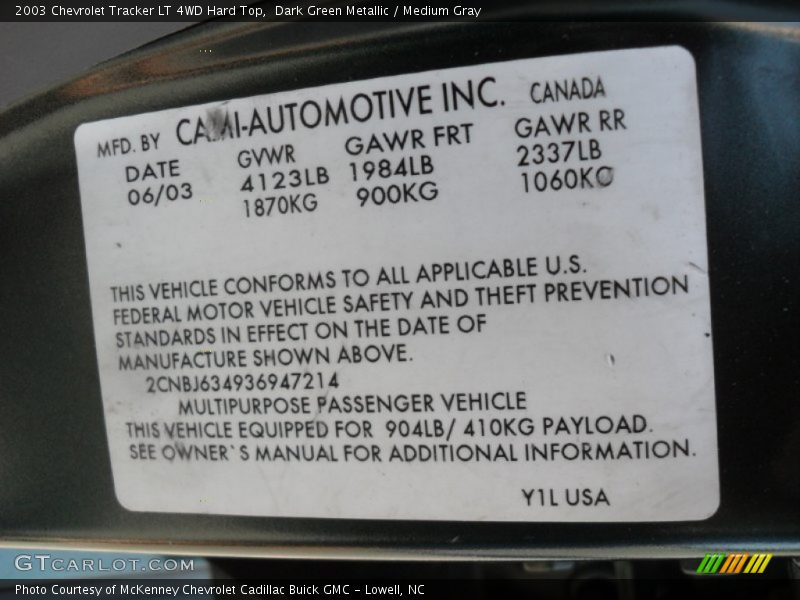 2003 Chevrolet Tracker LT 4WD Hard Top, Dark Green Metallic / Medium Gray
MFD. BY CAMI-AUTOMOTIVE INC. CANADA
DATE GVWR GAWR FRT GAWR RR
06/03 4123LB 1984LB 2337LB
1870KG 900KG 1060KG
THIS VEHICLE CONFORMS TO ALL APPLICABLE U.S.
FEDERAL MOTOR VEHICLE SAFETY AND THEFT PREVENTION
STANDARDS IN EFFECT ON THE DATE OF
MANUFACTURE SHOWN ABOVE.
2CNBJ634936947214
MULTIPURPOSE PASSENGER VEHICLE
THIS VEHICLE EQUIPPED FOR 904LB/ 410KG PAYLOAD.
SEE OWNER`S MANUAL FOR ADDITIONAL INFORMATION.
Y1L USA
GTCARLOT.COM
Photo Courtesy of McKenney Chevrolet Cadillac Buick GMC - Lowell, NC